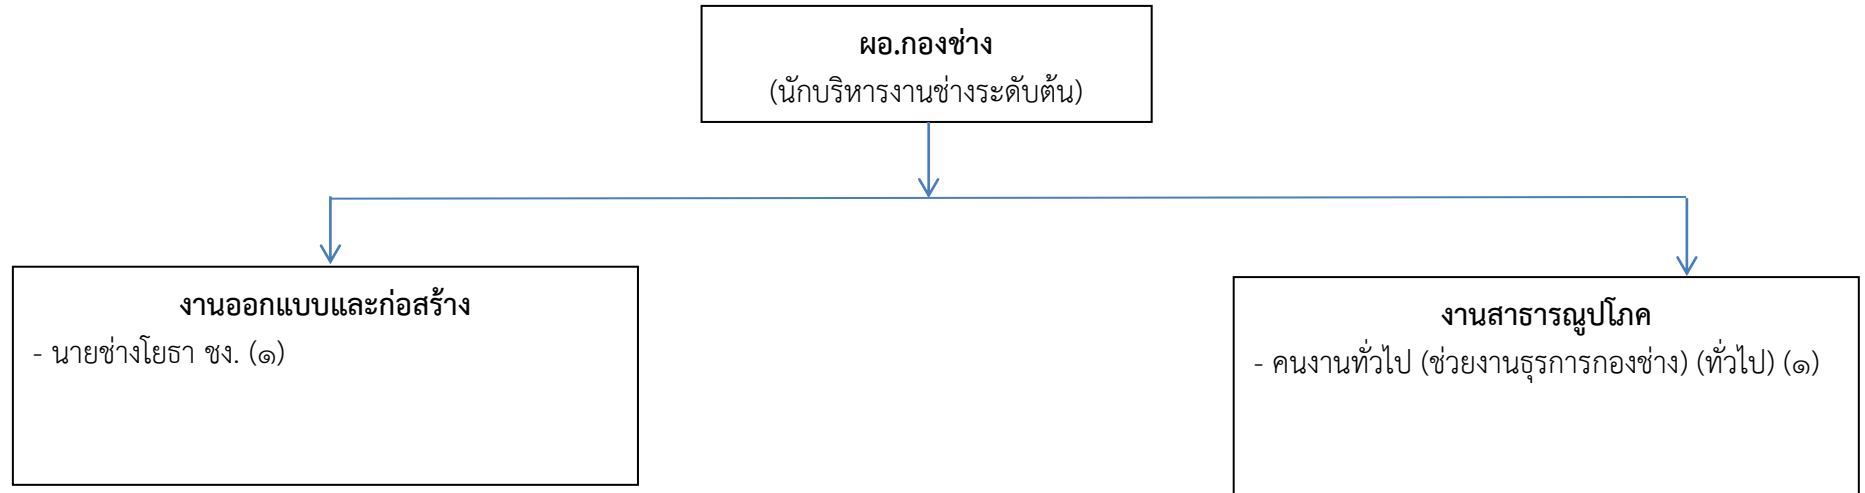 ผอ.กองช่าง
(นักบริหารงานช่างระดับต้น)
งานออกแบบและก่อสร้าง
- นายช่างโยธา ชง. (๑)
งานสาธารณูปโภค
- คนงานทั่วไป (ช่วยงานธุรการกองช่าง) (ทั่วไป) (๑)